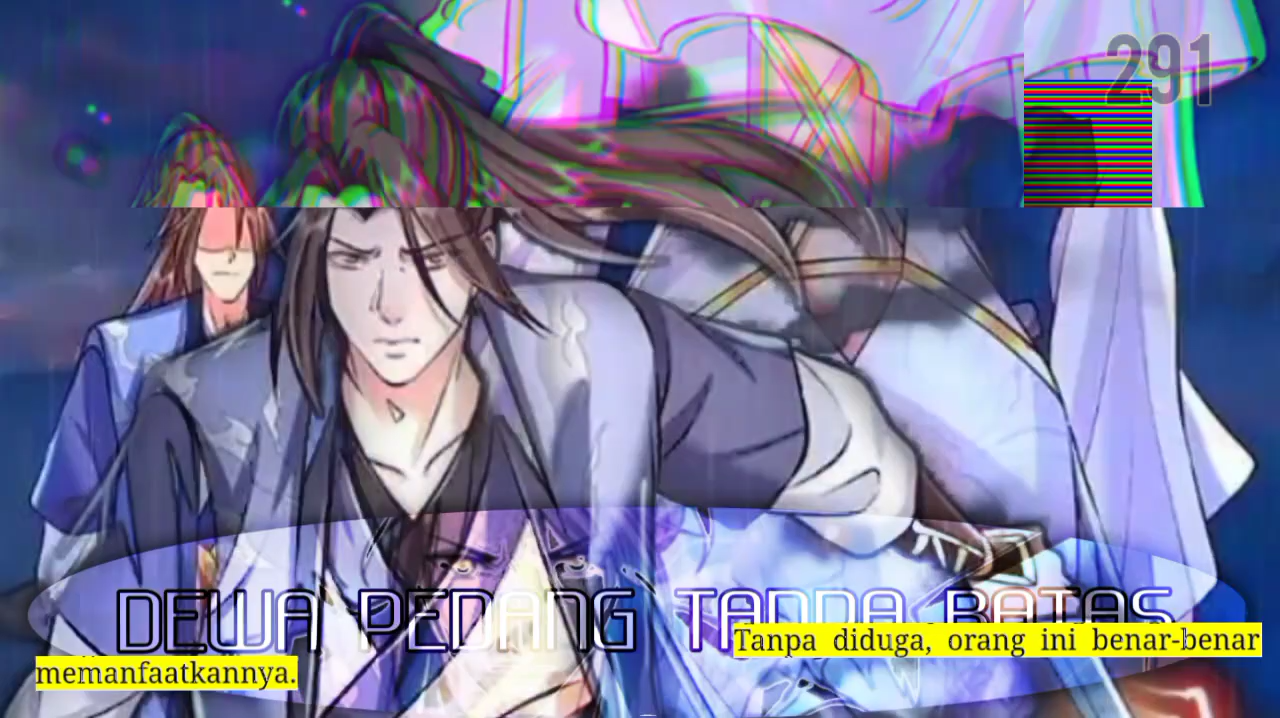 291
DEWA PEDANG TANPA BATAS
Tanpa diduga, orang ini benar-benar
memanfaatkannya.